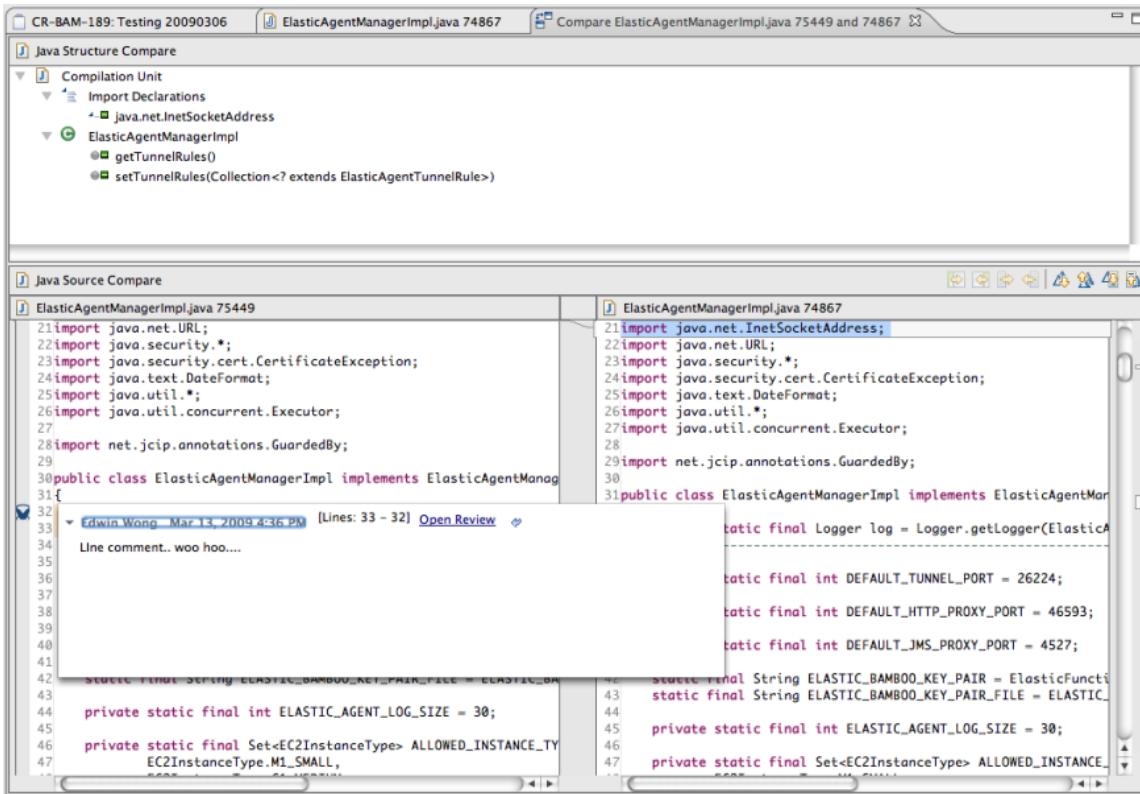 CR-BAM-189: Testing 20090306
ElasticAgentManagerImpl.java 74867
Compare ElasticAgentManagerImpl.java 75449 and 74867
Java Structure Compare
Compilation Unit
Import Declarations
java.net.InetSocketAddress
ElasticAgentManagerImpl
getTunnelRules()
setTunnelRules(Collection<? extends ElasticAgentTunnelRule>)
Java Source Compare
ElasticAgentManagerImpl.java 75449
21import java.net.URL;
22import java.security.*;
23import java.security.cert.CertificateException;
24import java.text.DateFormat;
25import java.util.*;
26import java.util.concurrent.Executor;
27
28import net.jcip.annotations.GuardedBy;
29
30public class ElasticAgentManagerImpl implements ElasticAgentManag
31{
32
33
34
35
36
37
38
39
40
41
42
43
44 private static final int ELASTIC_AGENT_LOG_SIZE = 30;
45
46 private static final Set<EC2InstanceType> ALLOWED_INSTANCE_TY
47 EC2InstanceType.M1_SMALL,
Edwin Wong Mar 13, 2009 4:36 PM [Lines: 33 - 32] Open Review
LIne comment.. woo hoo....
ElasticAgentManagerImpl.java 74867
21import java.net.InetSocketAddress;
22import java.net.URL;
23import java.security.*;
24import java.security.cert.CertificateException;
25import java.text.DateFormat;
26import java.util.*;
27import java.util.concurrent.Executor;
28
29import net.jcip.annotations.GuardedBy;
30
31public class ElasticAgentManagerImpl implements ElasticAgentMar
tatic final Logger log = Logger.getLogger(ElasticA
tatic final int DEFAULT_TUNNEL_PORT = 26224;
tatic final int DEFAULT_HTTP_PROXY_PORT = 46593;
tatic final int DEFAULT_JMS_PROXY_PORT = 4527;
42 static final String ELASTIC_BAMBOO_KEY_PAIR = ElasticFuncti
43 static final String ELASTIC_BAMBOO_KEY_PAIR_FILE = ELASTIC_
44
45 private static final int ELASTIC_AGENT_LOG_SIZE = 30;
46
47 private static final Set<EC2InstanceType> ALLOWED_INSTANCE_